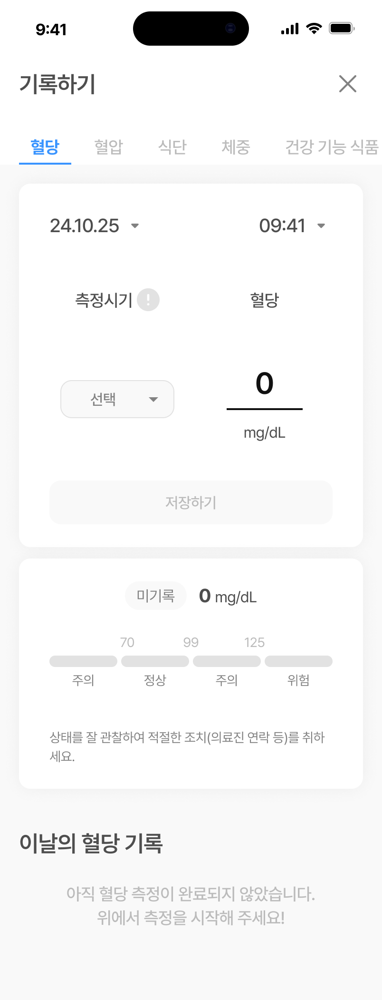 9:41
기록하기
혈당 혈압 식단 체중 건강 기능 식품
24.10.25 09:41
측정시기 ! 혈당
선택 0
mg/dL
저장하기
미기록 0 mg/dL
70 99 125
주의 정상 주의 위험
상태를 잘 관찰하여 적절한 조치(의료진 연락 등)를 취하
세요.
이날의 혈당 기록
아직 혈당 측정이 완료되지 않았습니다.
위에서 측정을 시작해 주세요!